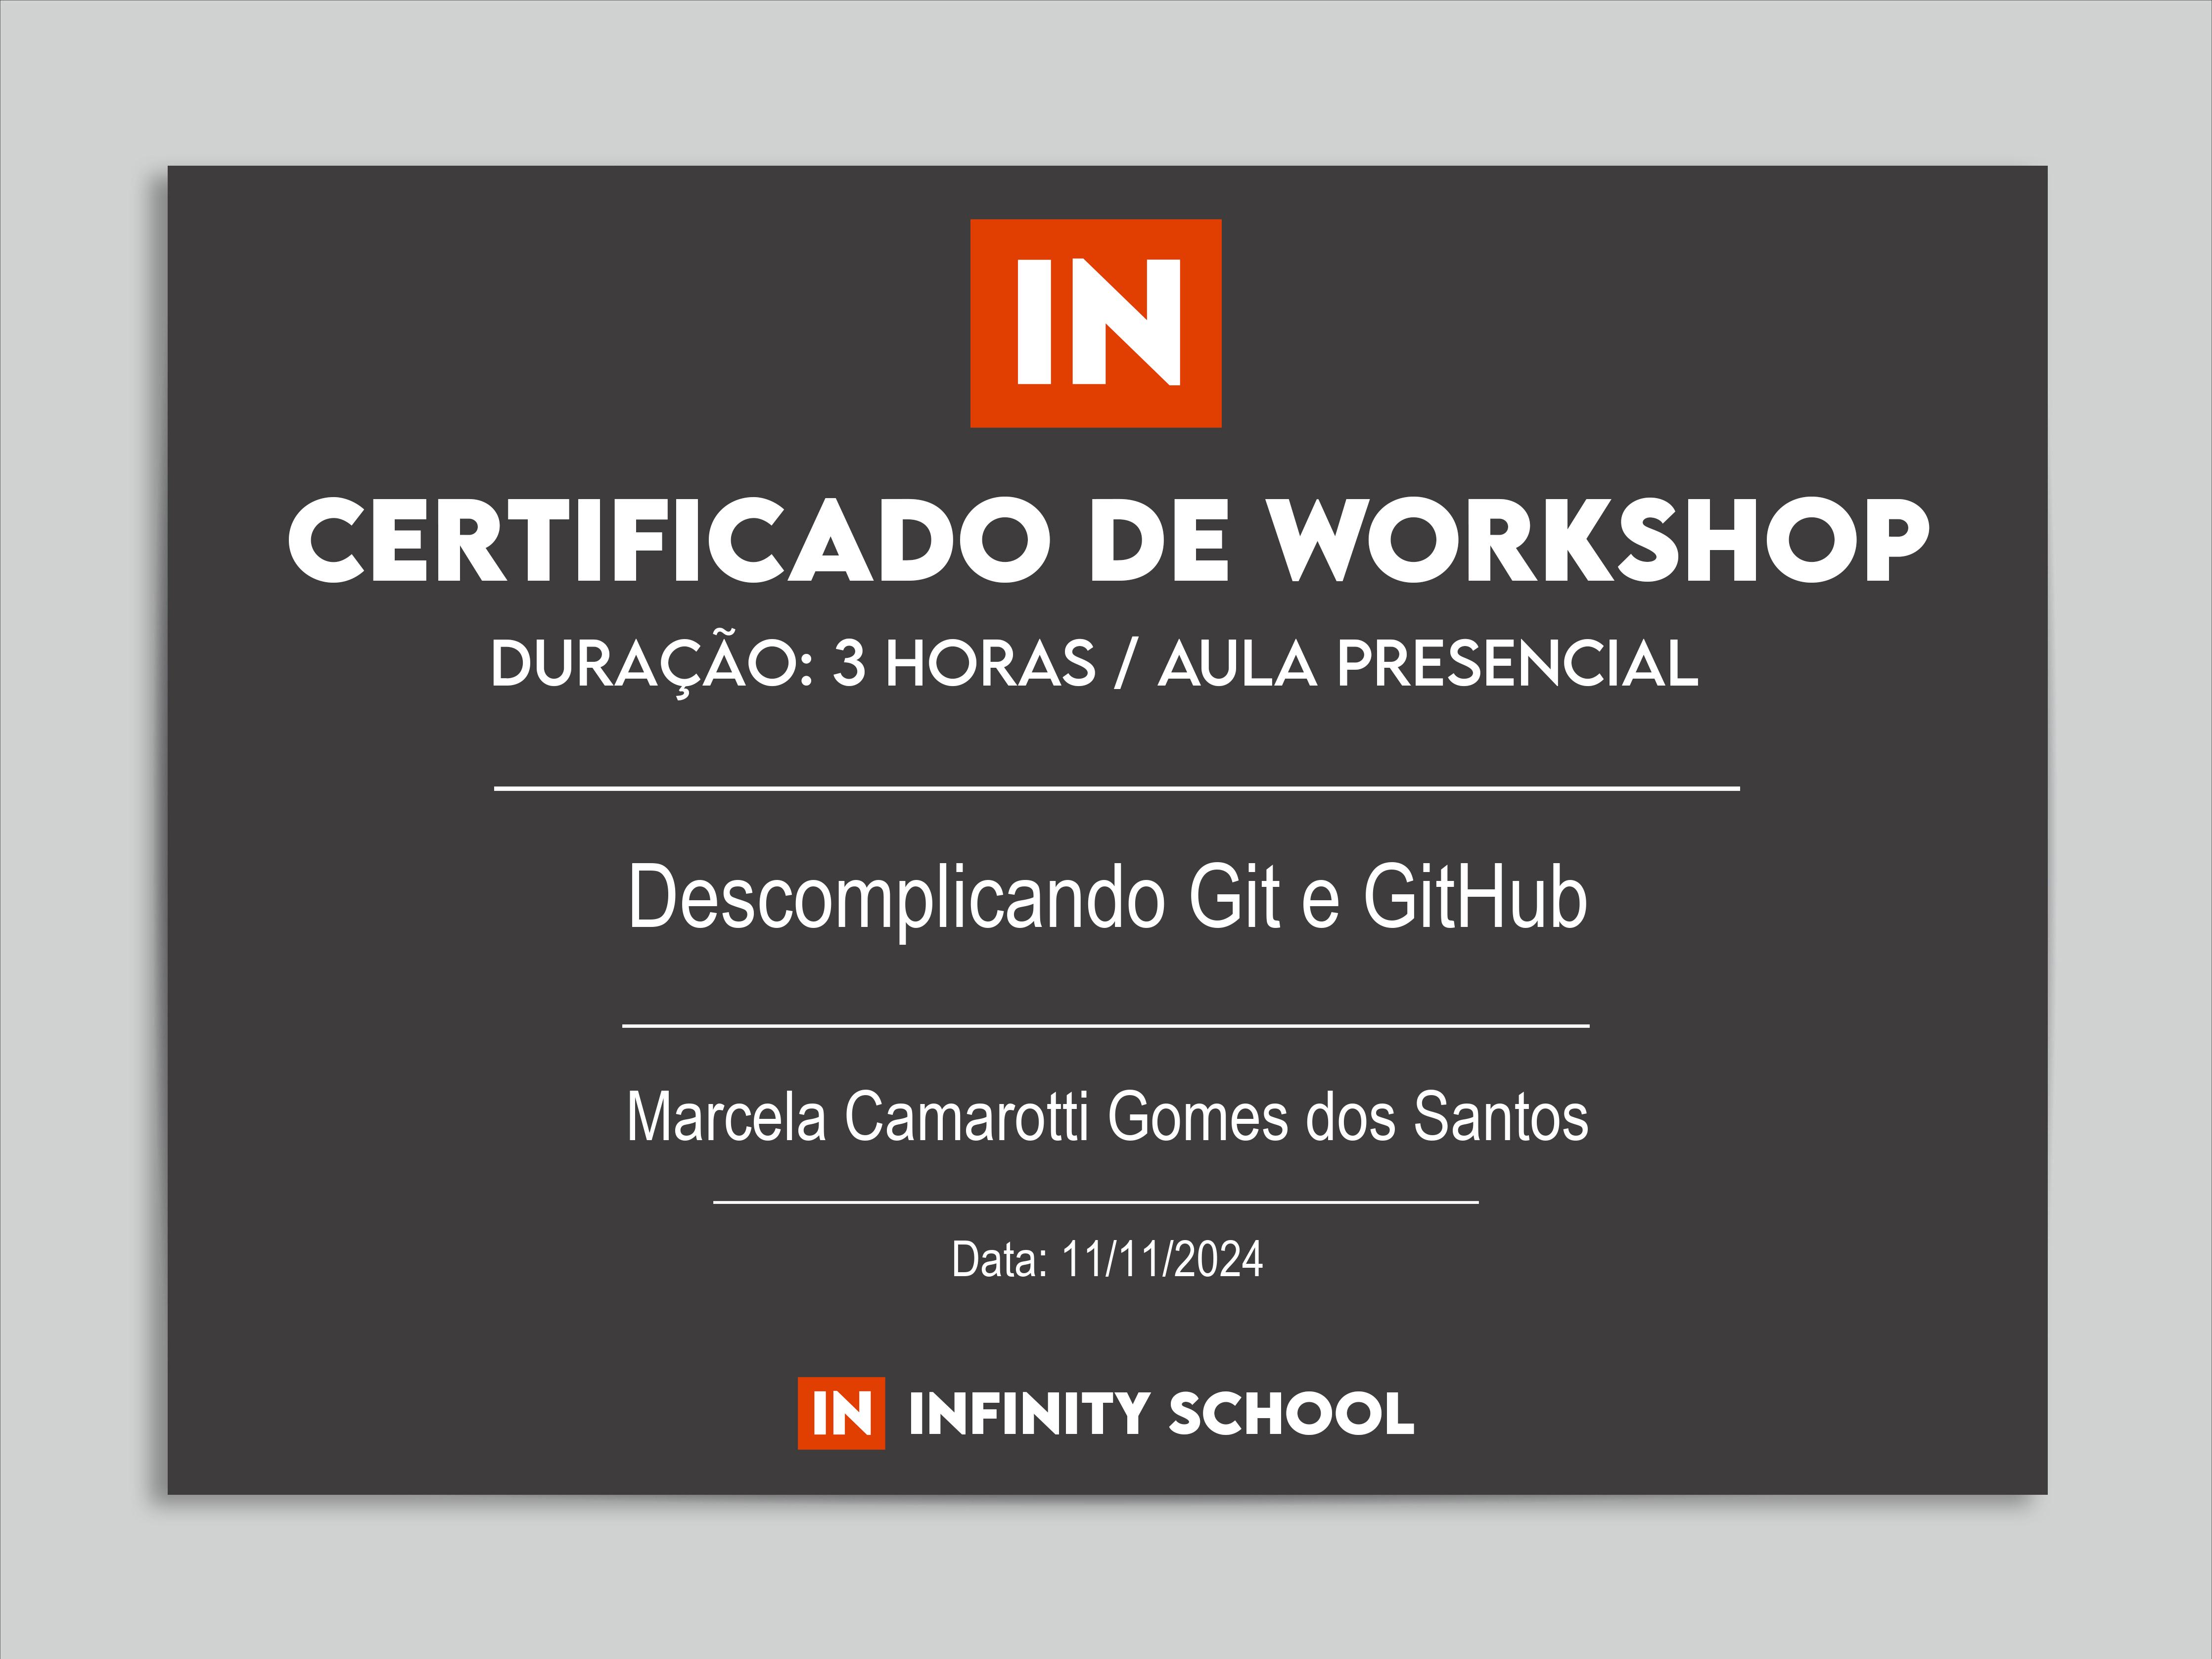 IN
CERTIFICADO DE WORKSHOP
DURAÇÃO: 3 HORAS / AULA PRESENCIAL
Descomplicando Git e GitHub
Marcela Camarotti Gomes dos Santos
Data: 11/11/2024
IN INFINITY SCHOOL